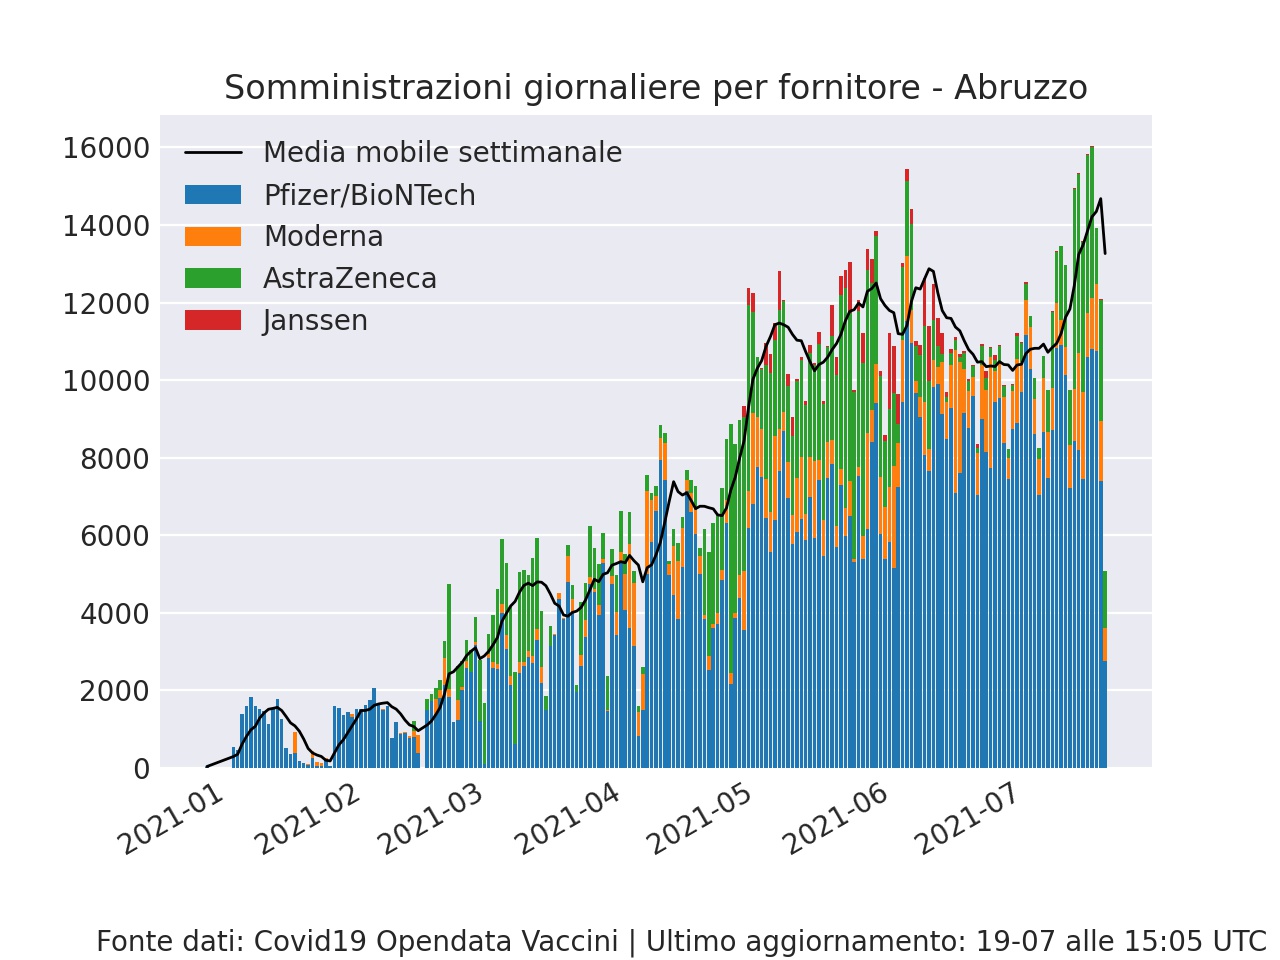 Somministrazioni giornaliere per fornitore - Abruzzo
16000
14000
12000
10000
8000
6000
4000
2000
0
Media mobile settimanale
Pfizer/BioNTech
Moderna
AstraZeneca
Janssen
2021-01
2021-02
2021-03
2021-04
2021-05
2021-06
2021-07
Fonte dati: Covid19 Opendata Vaccini | Ultimo aggiornamento: 19-07 alle 15:05 UTC